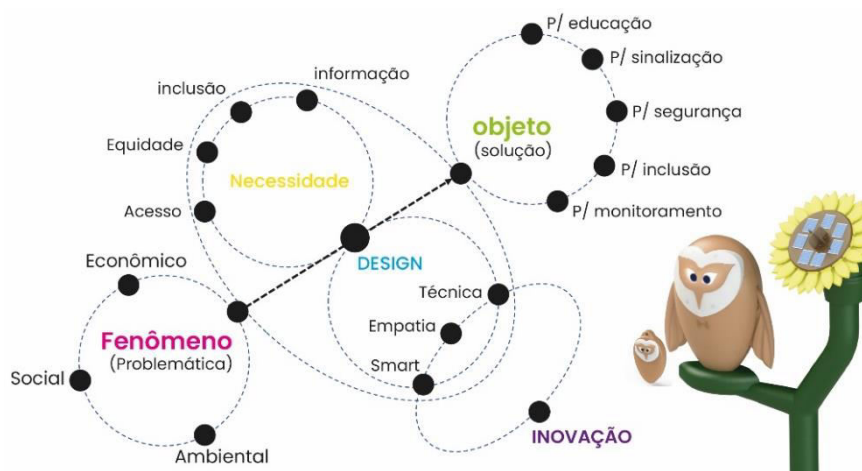 P/ educação
P/ sinalização
P/ segurança
P/ inclusão
P/ monitoramento
objeto
(solução)
informação
inclusão
Equidade
Acesso
Necessidade
DESIGN
Técnica
Empatia
Smart
INOVAÇÃO
Econômico
Fenômeno
(Problemática)
Social
Ambiental